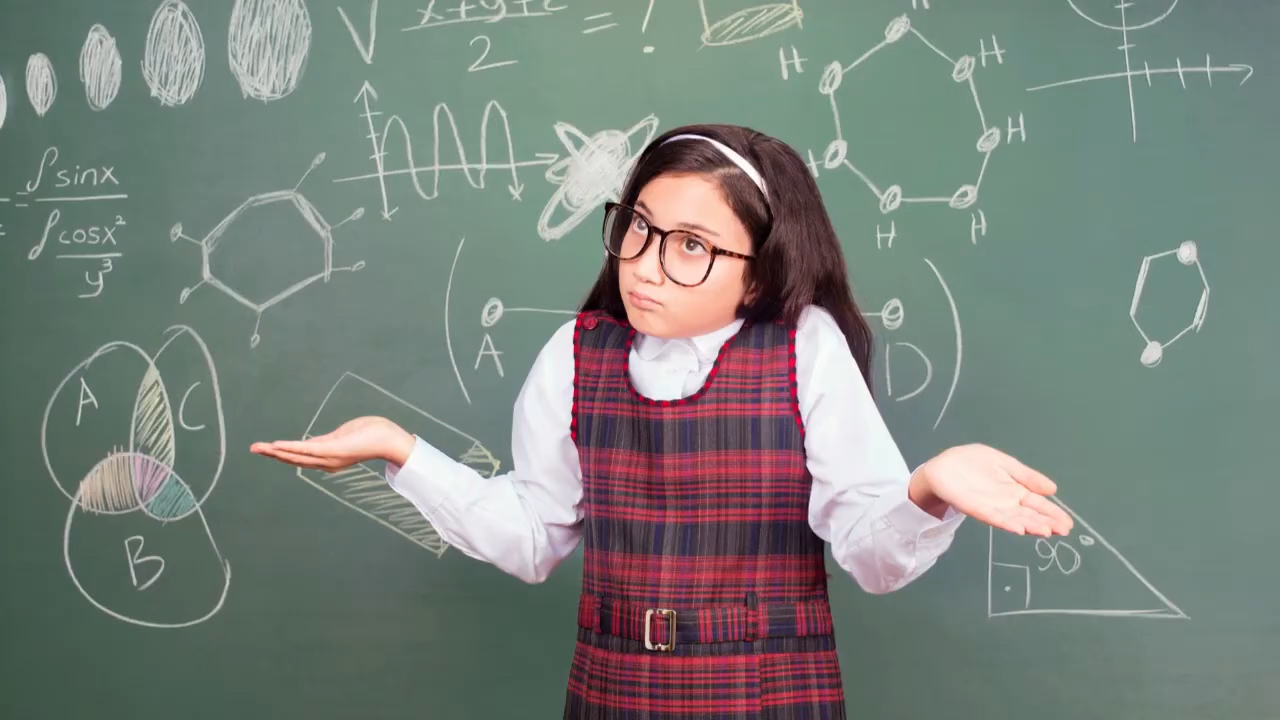 √ x+y+z
2
= !
H
H
H
H
H
∫sinx
= 
∫cosx²
y³
A
C
B
A
D
90°